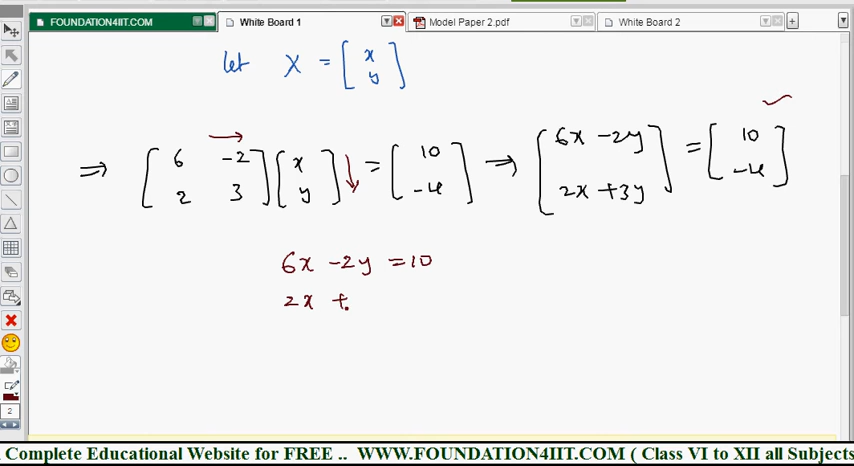 FOUNDATION4IIT.COM White Board 1 Model Paper 2.pdf White Board 2
let X = [ x y ]
⇒ [ 6 -2 2 3 ] [ x y ] = [ 10 -4 ] ⇒ [ 6x -2y 2x +3y ] = [ 10 -4 ]
6x -2y =10
2x +
2
Complete Educational Website for FREE .. WWW.FOUNDATION4IIT.COM ( Class VI to XII all Subjects